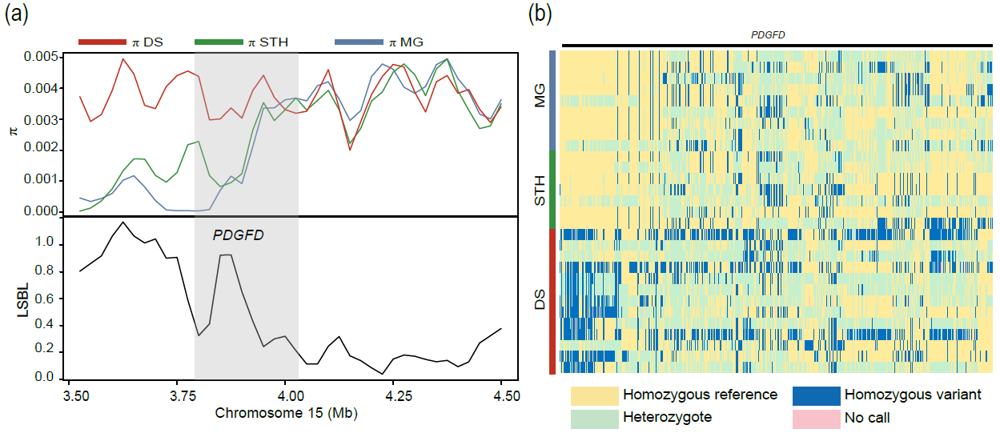 (a)
π DS π STH π MG
0.005
0.004
0.003
0.002
0.001
0.000
π
PDGFD
1.0
0.8
0.6
0.4
0.2
0.0
LSBL
3.50 3.75 4.00 4.25 4.50
Chromosome 15 (Mb)
(b)
PDGFD
MG
STH
DS
Homozygous reference Homozygous variant
Heterozygote No call